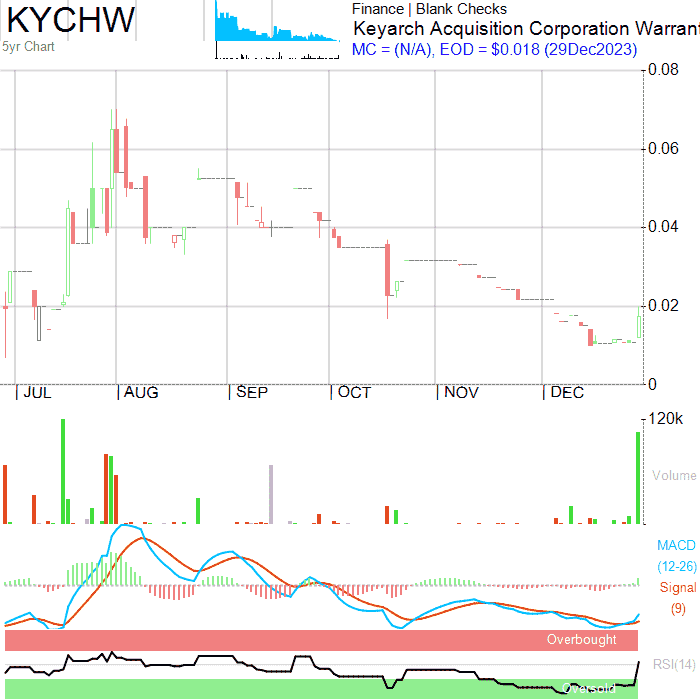 KYCHW
5yr Chart
Finance | Blank Checks
Keyarch Acquisition Corporation Warrant
MC = (N/A), EOD = $0.018 (29Dec2023)
0.08
0.06
0.04
0.02
0
JUL AUG SEP OCT NOV DEC
120k
Volume
MACD
(12-26)
Signal
(9)
Overbought
RSI(14)
Oversold